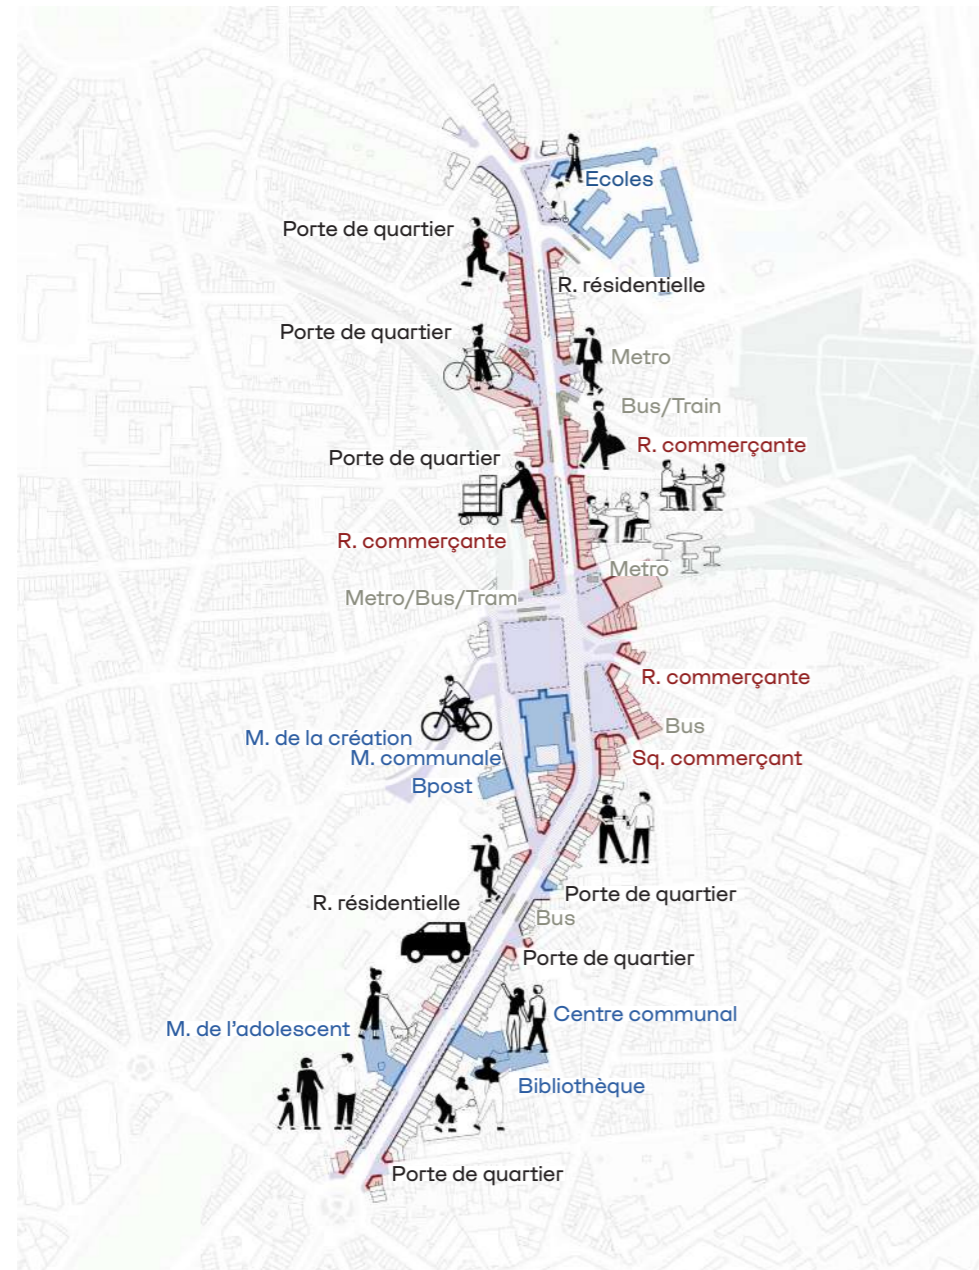 Ecoles
Porte de quartier
R. résidentielle
Porte de quartier
Metro
Bus/Train
R. commerçante
Porte de quartier
R. commerçante
Metro
Metro/Bus/Tram
R. commerçante
Bus
M. de la création
M. communale
Sq. commerçant
Bpost
Porte de quartier
R. résidentielle
Bus
Porte de quartier
Centre communal
M. de l'adolescent
Bibliothèque
Porte de quartier